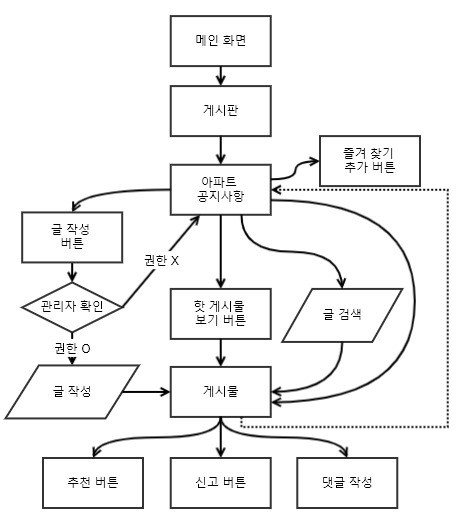 메인 화면
게시판
즐겨 찾기
추가 버튼
아파트
공지사항
글 작성
버튼
권한 X
관리자 확인
핫 게시물
보기 버튼
글 검색
권한 O
글 작성
게시물
추천 버튼
신고 버튼
댓글 작성